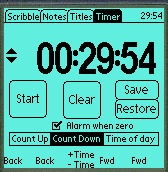 Scribble Notes Titles Timer 29:54
00:29:54
Start Clear Save
Restore
Alarm when zero
Count Up Count Down Time of day
Back Back +Time Fwd Fwd
-Time